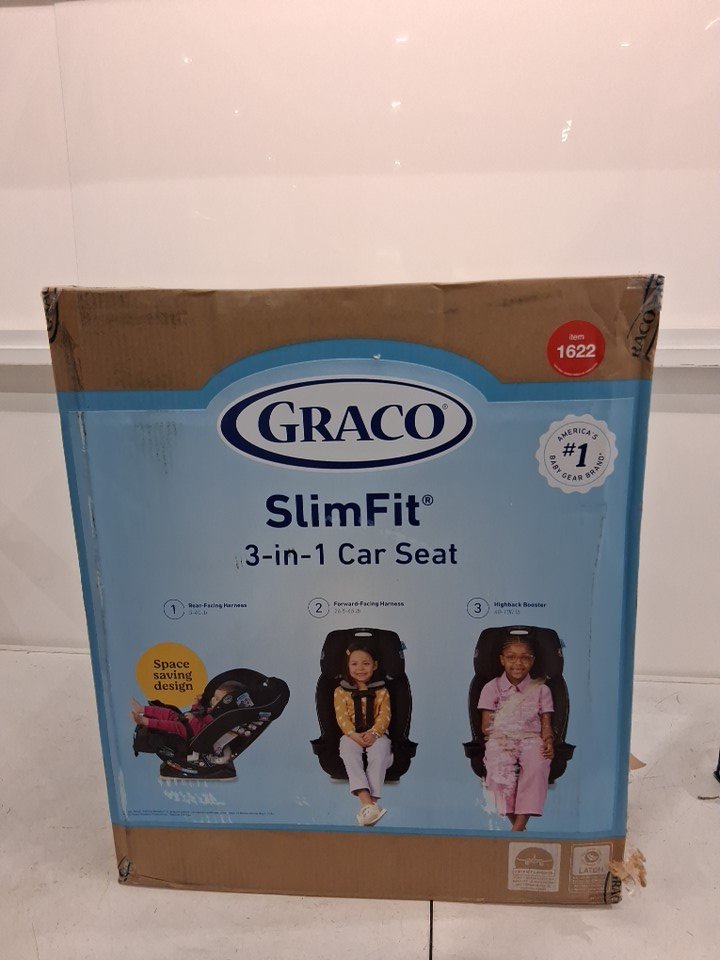 item
1622
RACO
GRACO®
AMERICA'S
#1
BABY GEAR BRAND*
SlimFit®
3-in-1 Car Seat
1 Rear-Facing Harness
2 Forward-Facing Harness
3 Highback Booster
Space
saving
design
LATCH